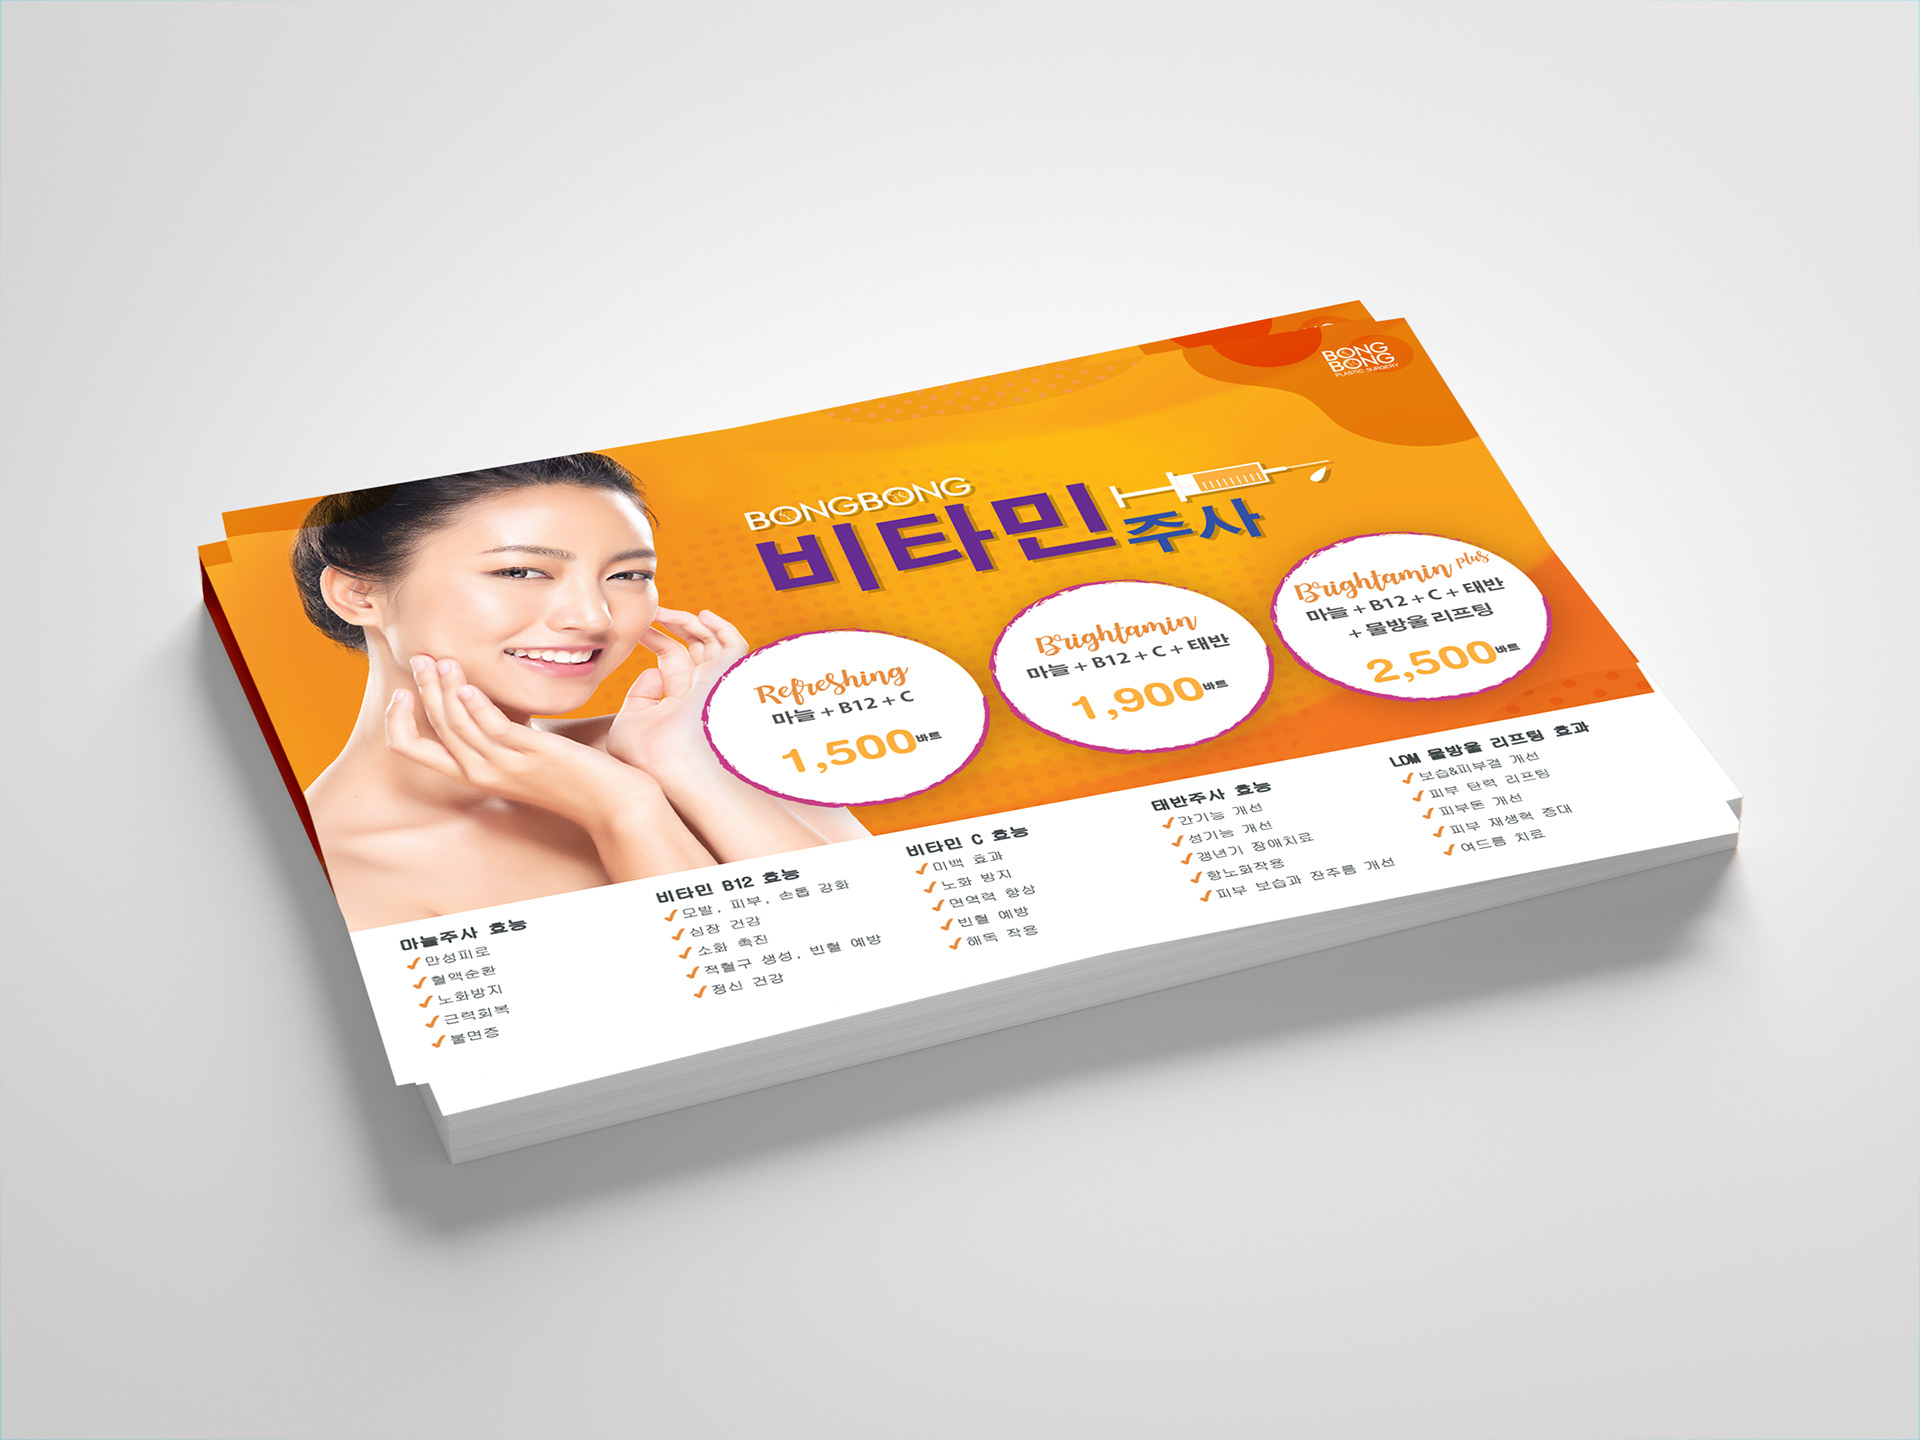 BONG
BONG
PLASTIC SURGERY
BONGBONG
비타민 주사
Refreshing
마늘 + B12 + C
1,500바트
Brightamin
마늘 + B12 + C + 태반
1,900바트
Brightamin plus
마늘 + B12 + C + 태반
+ 물방울 리프팅
2,500바트
마늘주사 효능
만성피로
혈액순환
노화방지
근력회복
불면증
비타민 B12 효능
모발, 피부, 손톱 강화
심장 건강
소화 촉진
적혈구 생성, 빈혈 예방
정신 건강
비타민 C 효능
미백 효과
노화 방지
면역력 향상
빈혈 예방
해독 작용
태반주사 효능
간기능 개선
성기능 개선
갱년기 장애치료
항노화작용
피부 보습과 잔주름 개선
LDM 물방울 리프팅 효과
보습&피부결 개선
피부 탄력 리프팅
피부톤 개선
피부 재생력 증대
여드름 치료